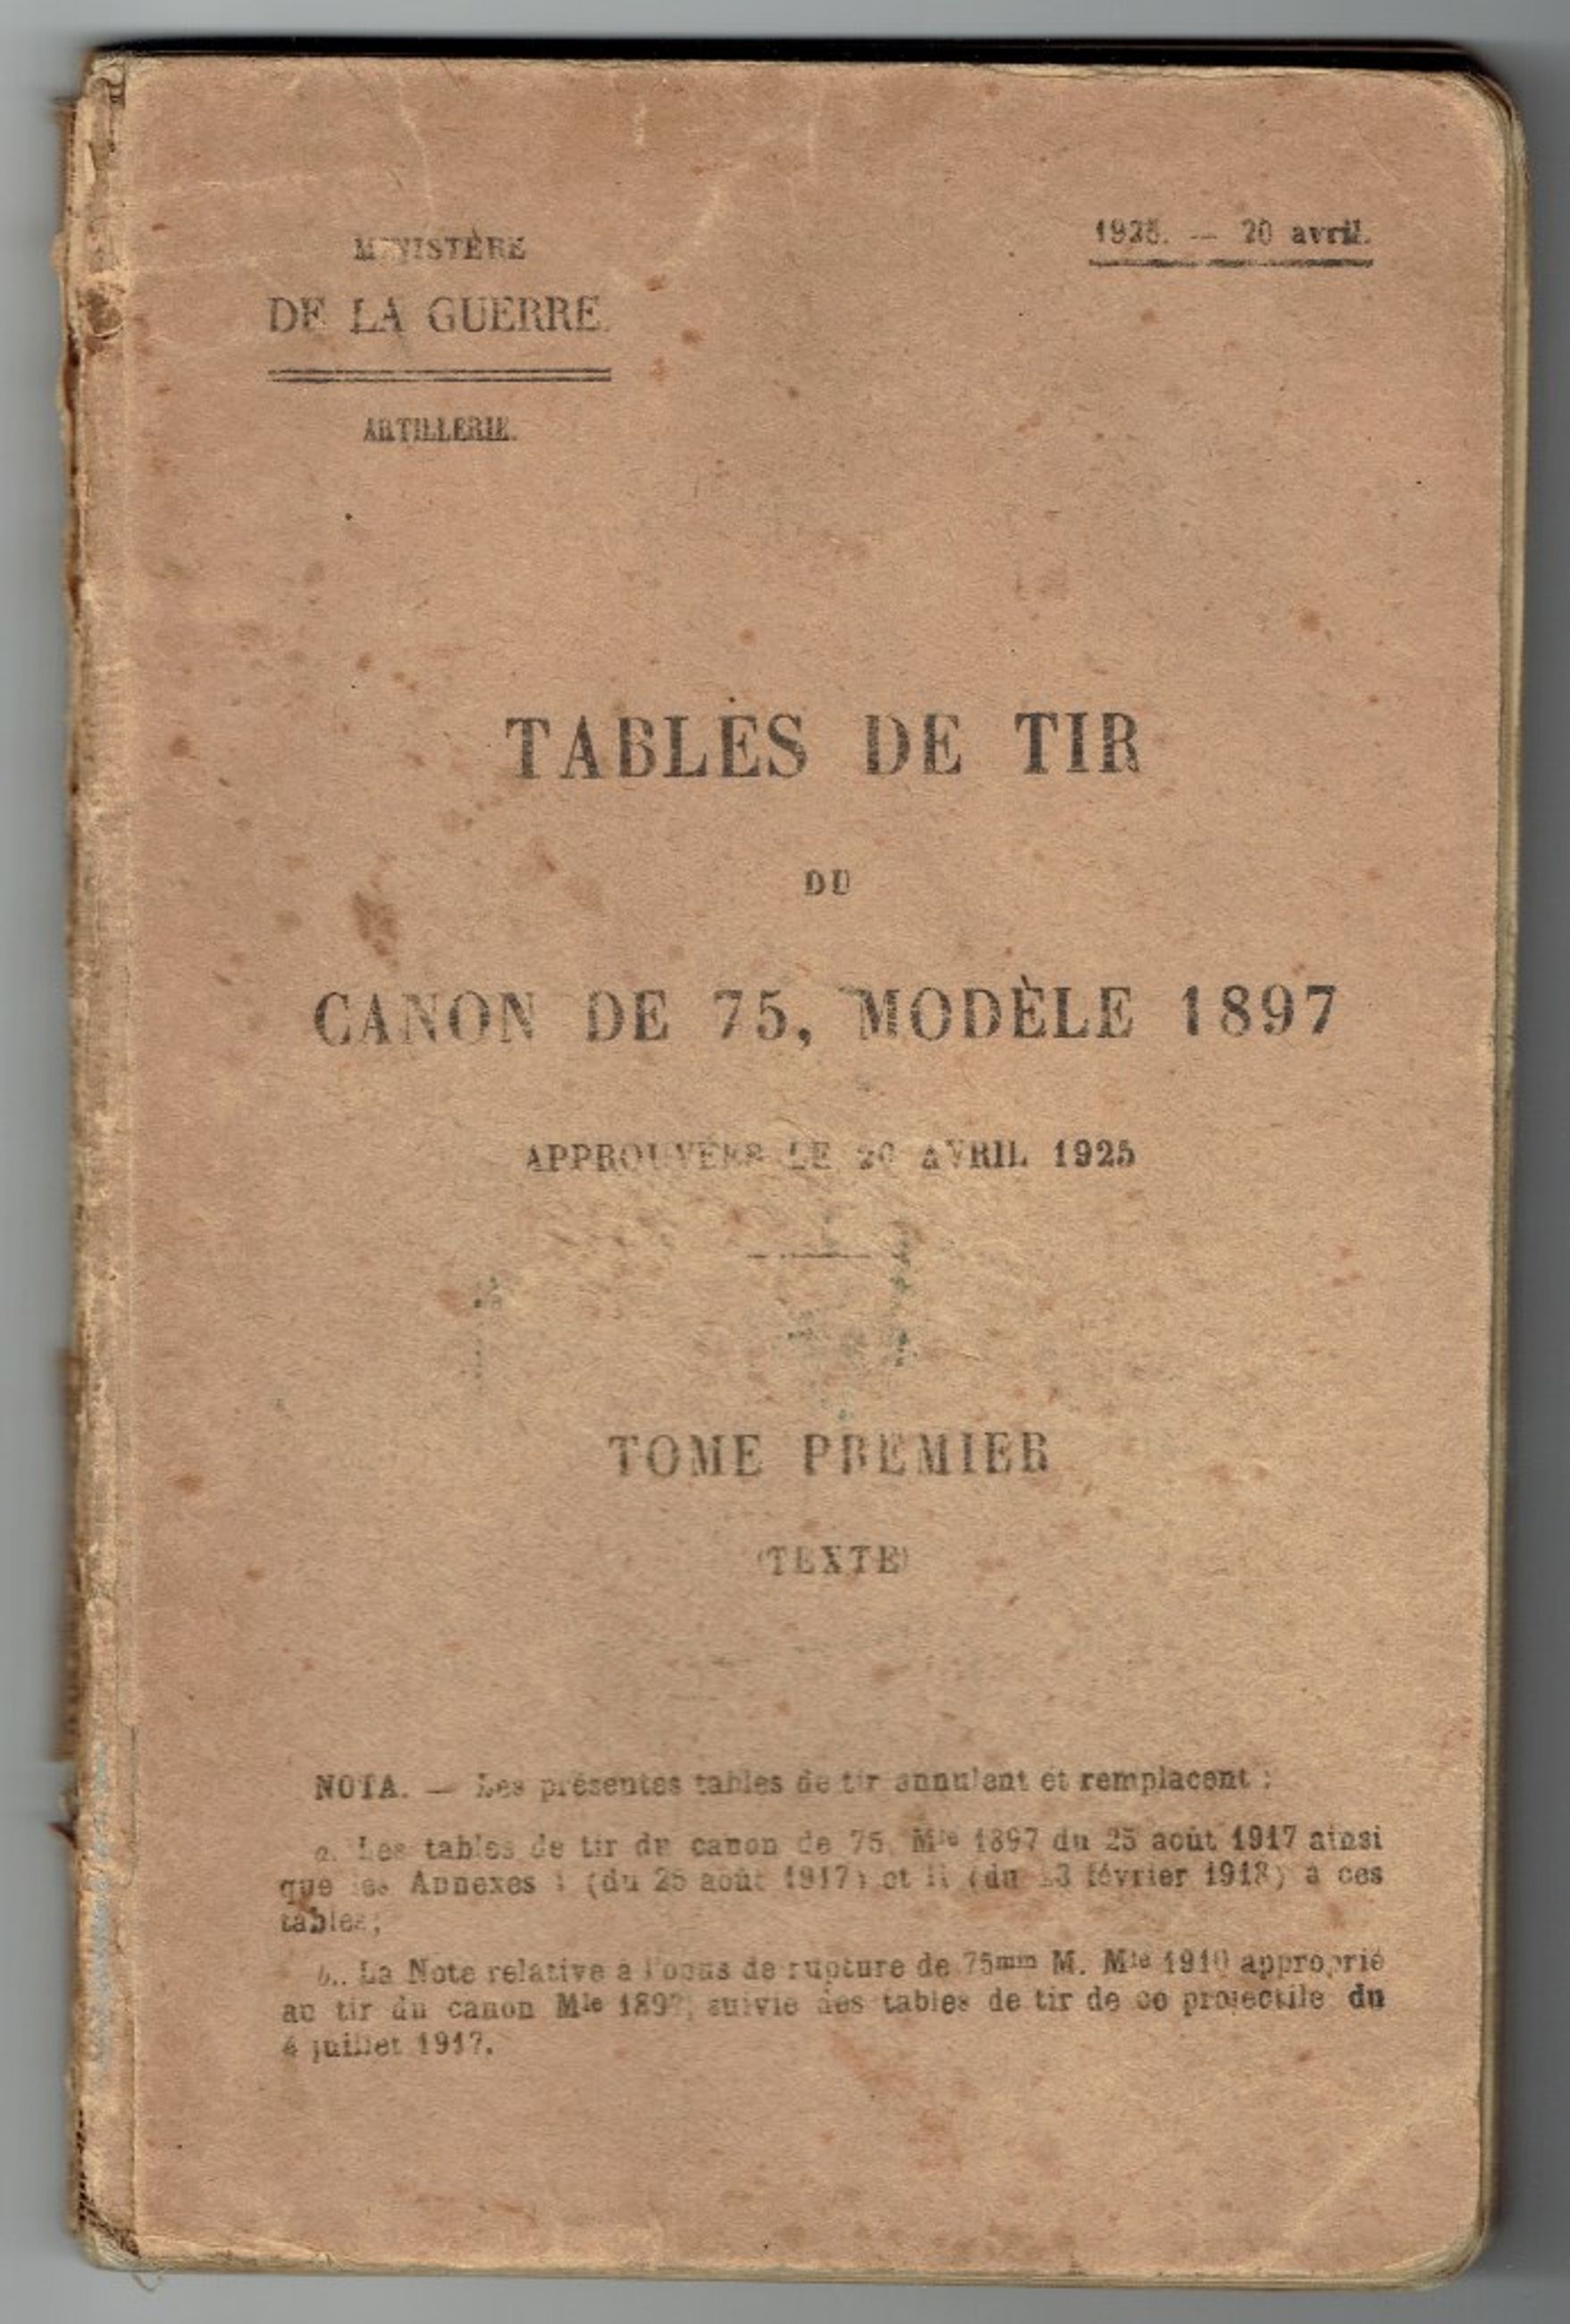 MINISTÈRE
DE LA GUERRE.
ARTILLERIE.
1925. — 20 avril.
TABLES DE TIR
DU
CANON DE 75, MODÈLE 1897
APPROUVÉES LE 20 AVRIL 1925
TOME PREMIER
(TEXTE)
NOTA. — Les présentes tables de tir annulent et remplacent :
a. Les tables de tir du canon de 75 Mle 1897 du 25 août 1917 ainsi
que les Annexes I (du 25 août 1917) et II (du février 1918) à ces
tables;
b. La Note relative à l'obus de rupture de 75mm M. Mle 1910 approprié
au tir du canon Mle 1897, suivie des tables de tir de ce projectile du
4 juillet 1917.